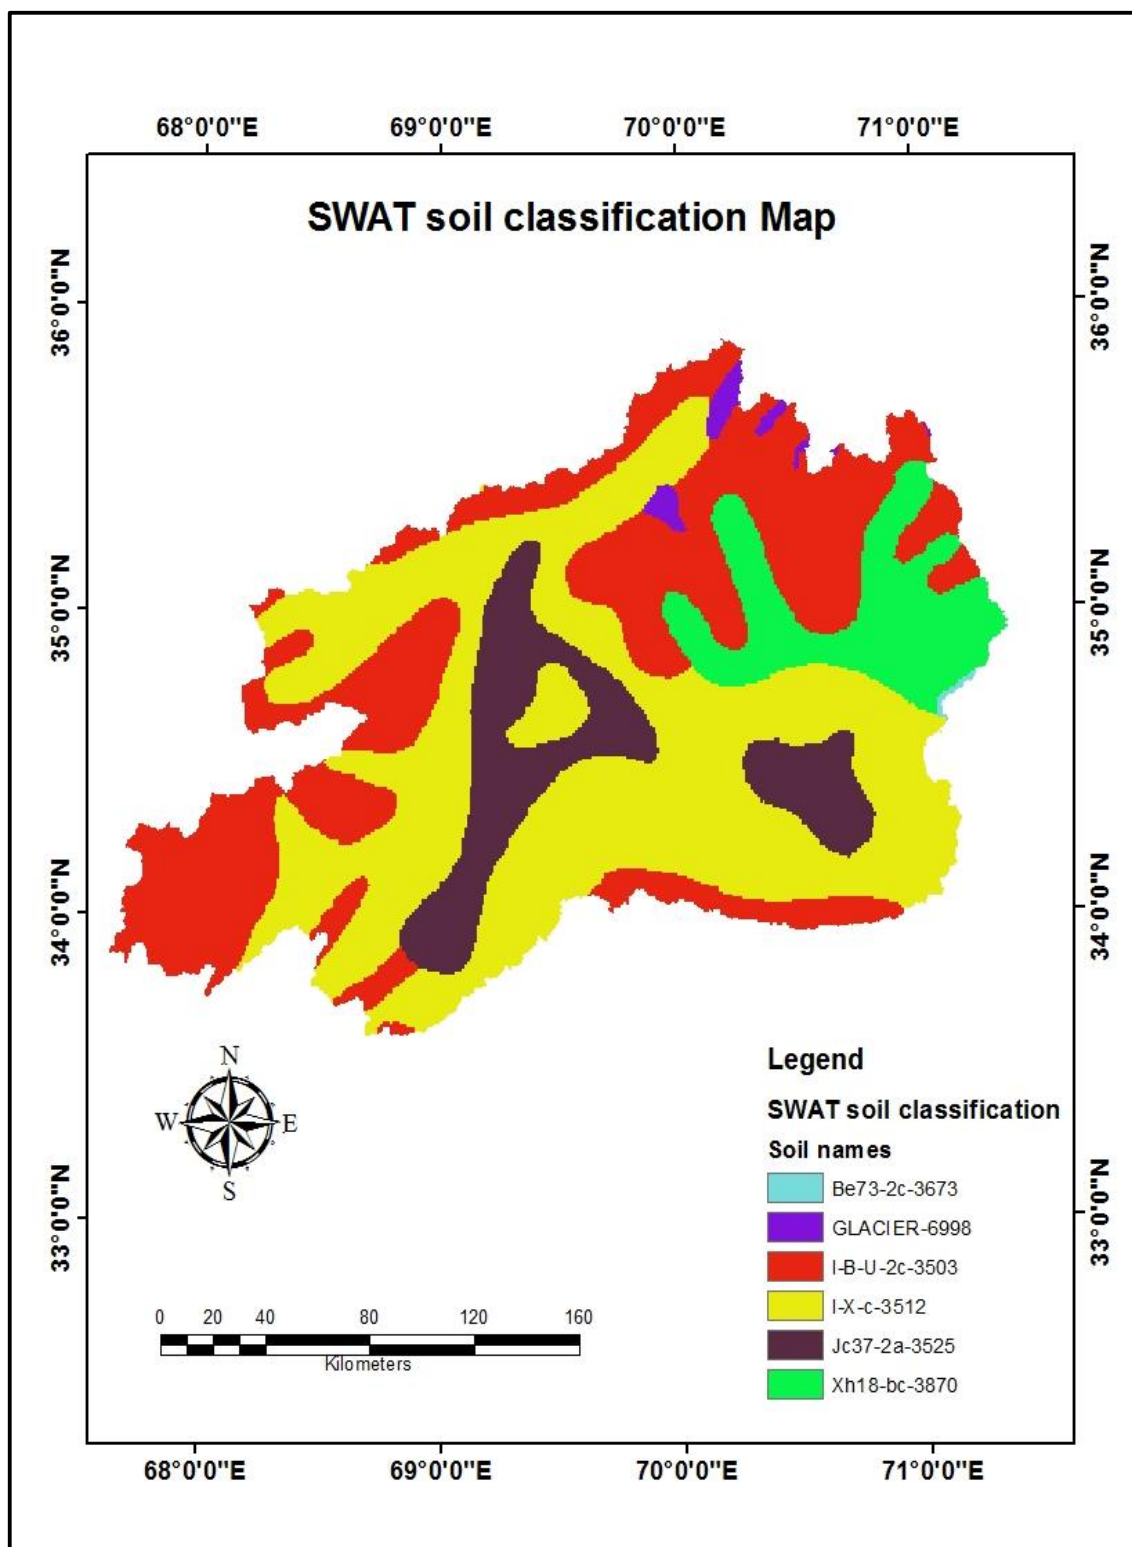 68°0'0"E 69°0'0"E 70°0'0"E 71°0'0"E
SWAT soil classification Map
36°0'0"N 36°0'0"N
35°0'0"N 35°0'0"N
34°0'0"N 34°0'0"N
33°0'0"N 33°0'0"N
N
W E
S
Legend
SWAT soil classification
Soil names
Be73-2c-3673
GLACIER-6998
I-B-U-2c-3503
I-X-c-3512
Jc37-2a-3525
Xh18-bc-3870
0 20 40 80 120 160
Kilometers
68°0'0"E 69°0'0"E 70°0'0"E 71°0'0"E